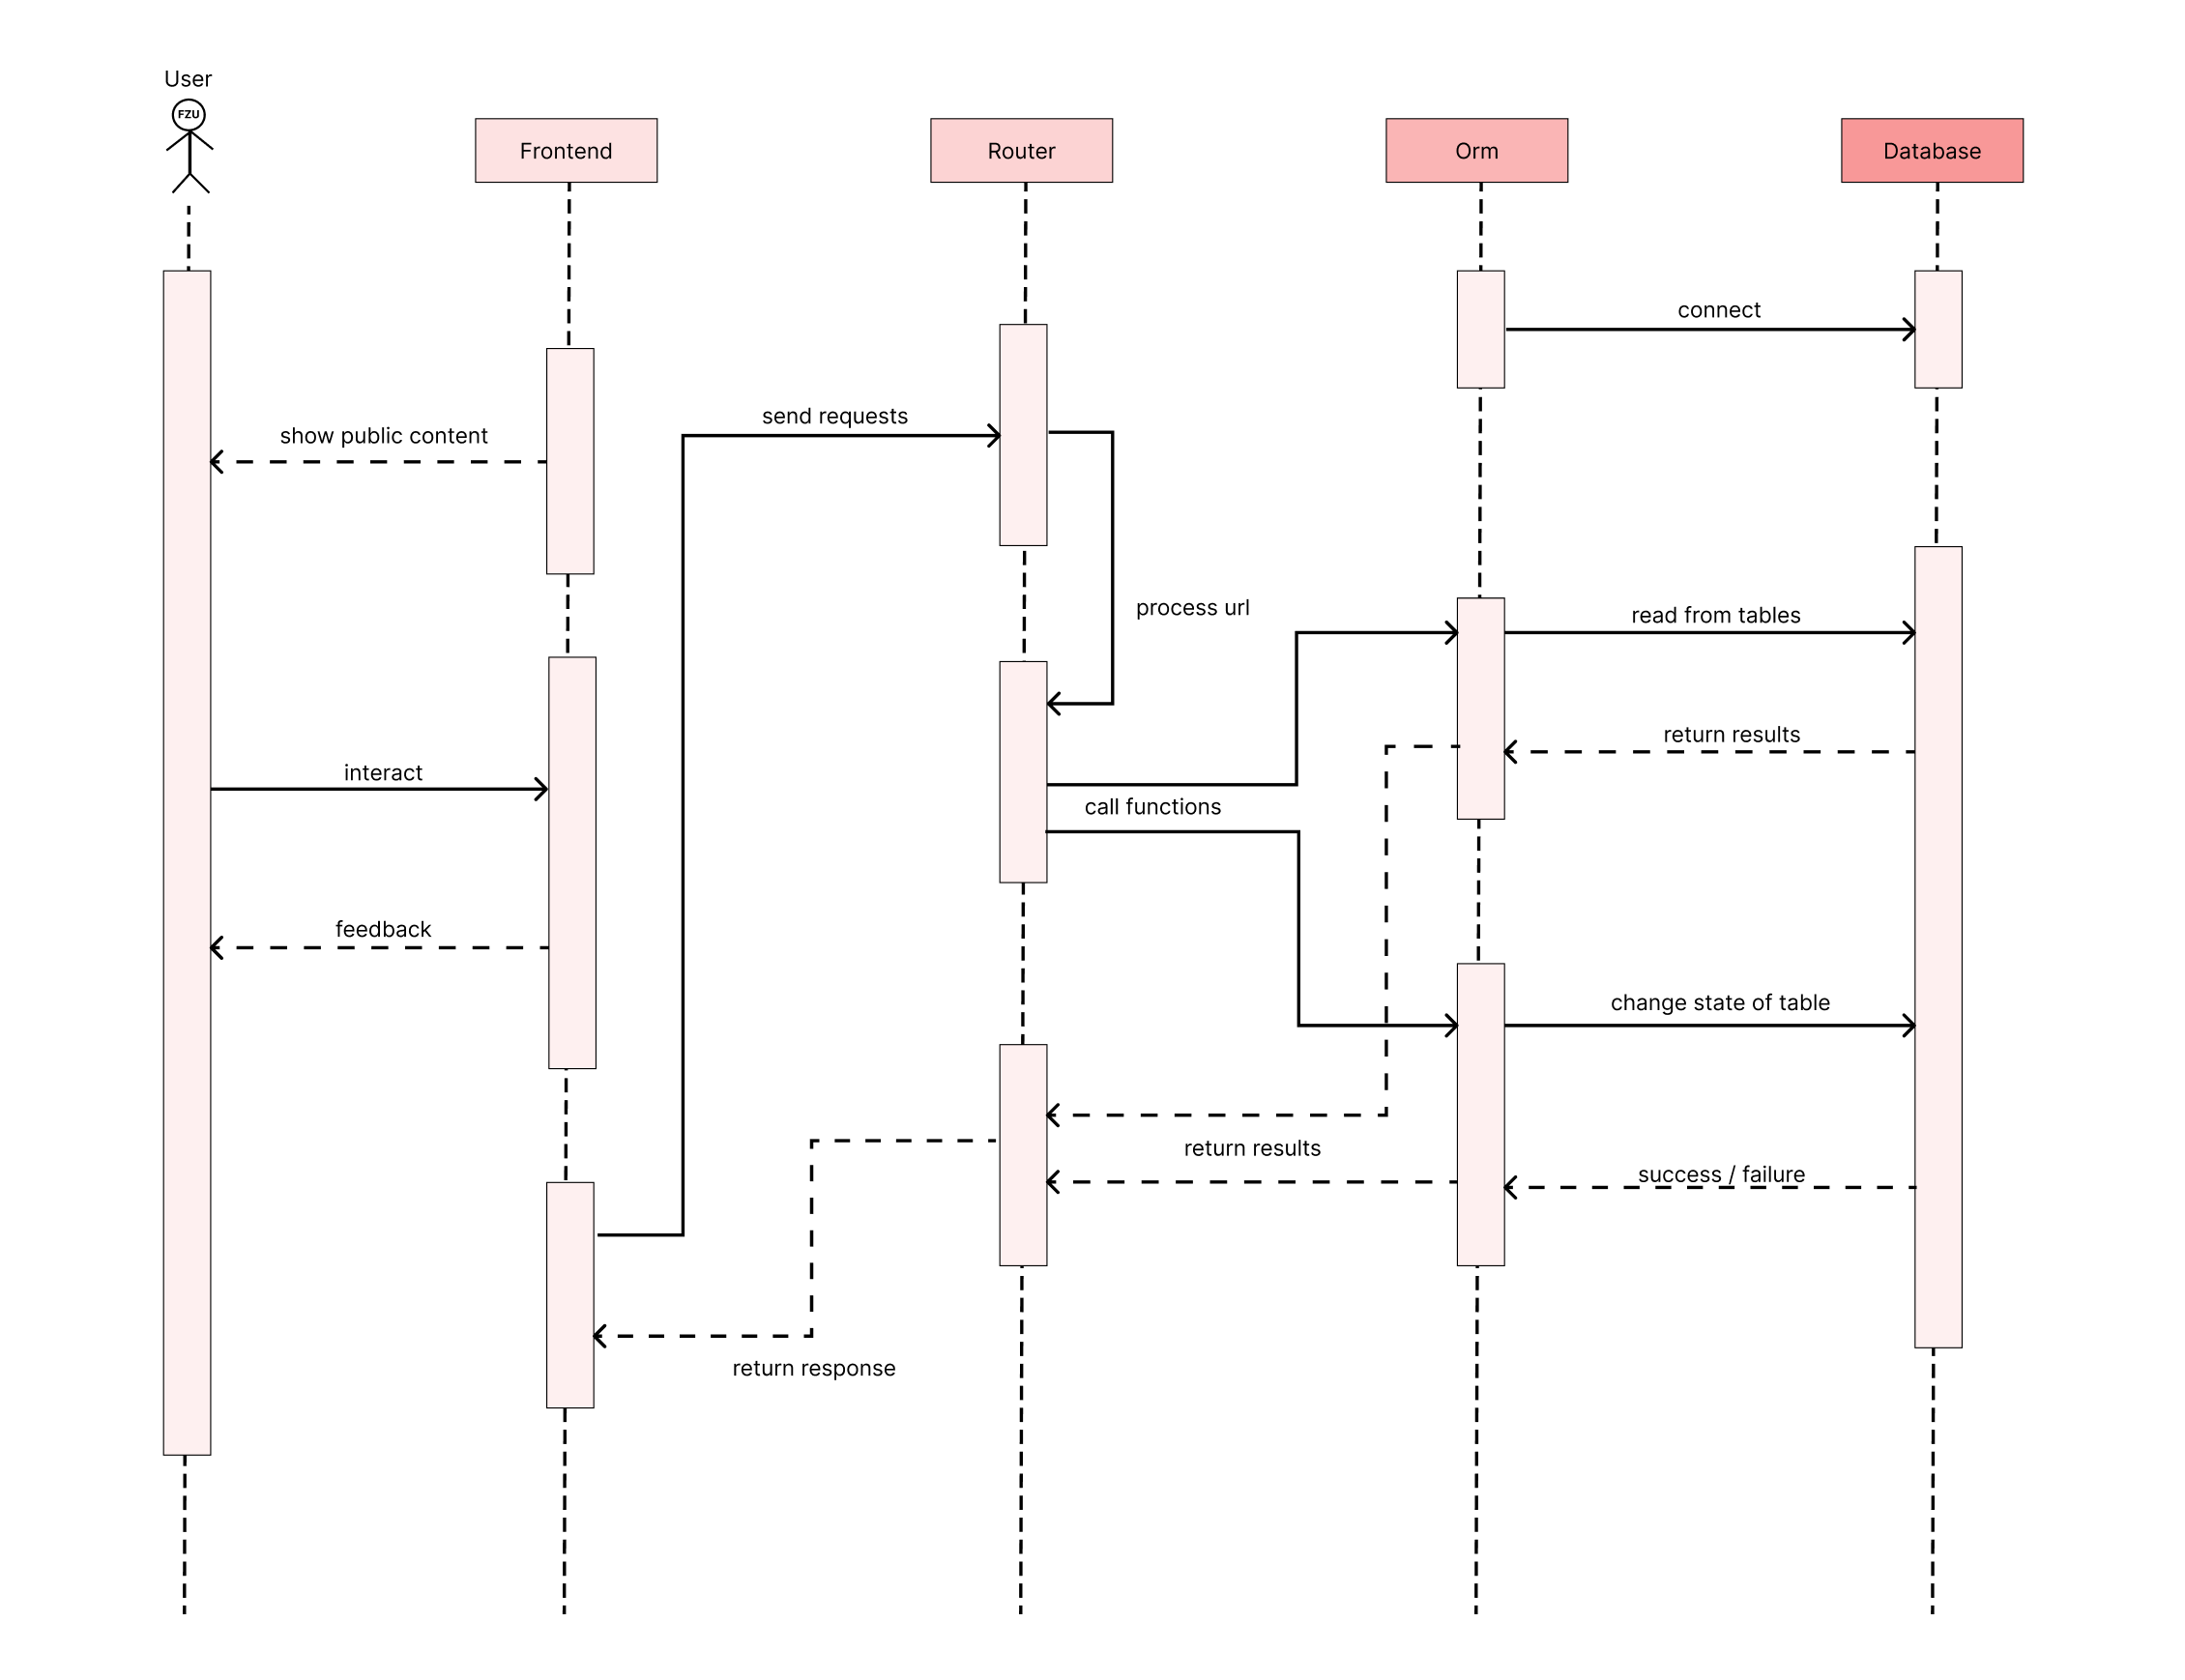 User
FZU
Frontend
Router
Orm
Database
connect
send requests
show public content
process url
read from tables
return results
interact
call functions
feedback
change state of table
return results
success / failure
return response